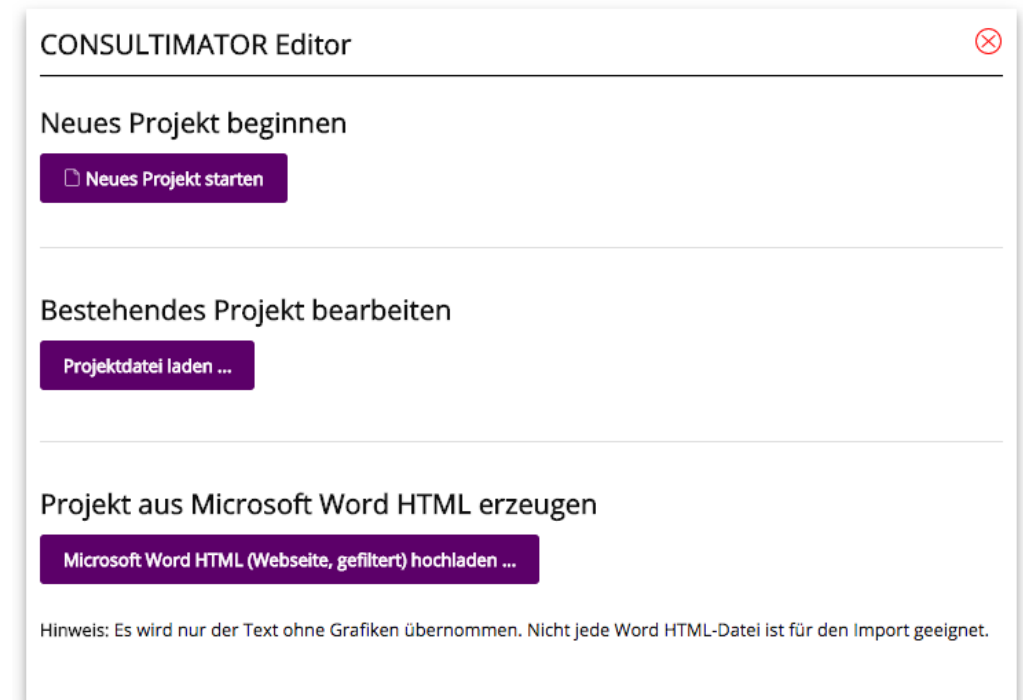 CONSULTIMATOR Editor
Neues Projekt beginnen
Neues Projekt starten
Bestehendes Projekt bearbeiten
Projektdatei laden ...
Projekt aus Microsoft Word HTML erzeugen
Microsoft Word HTML (Webseite, gefiltert) hochladen ...
Hinweis: Es wird nur der Text ohne Grafiken übernommen. Nicht jede Word HTML-Datei ist für den Import geeignet.